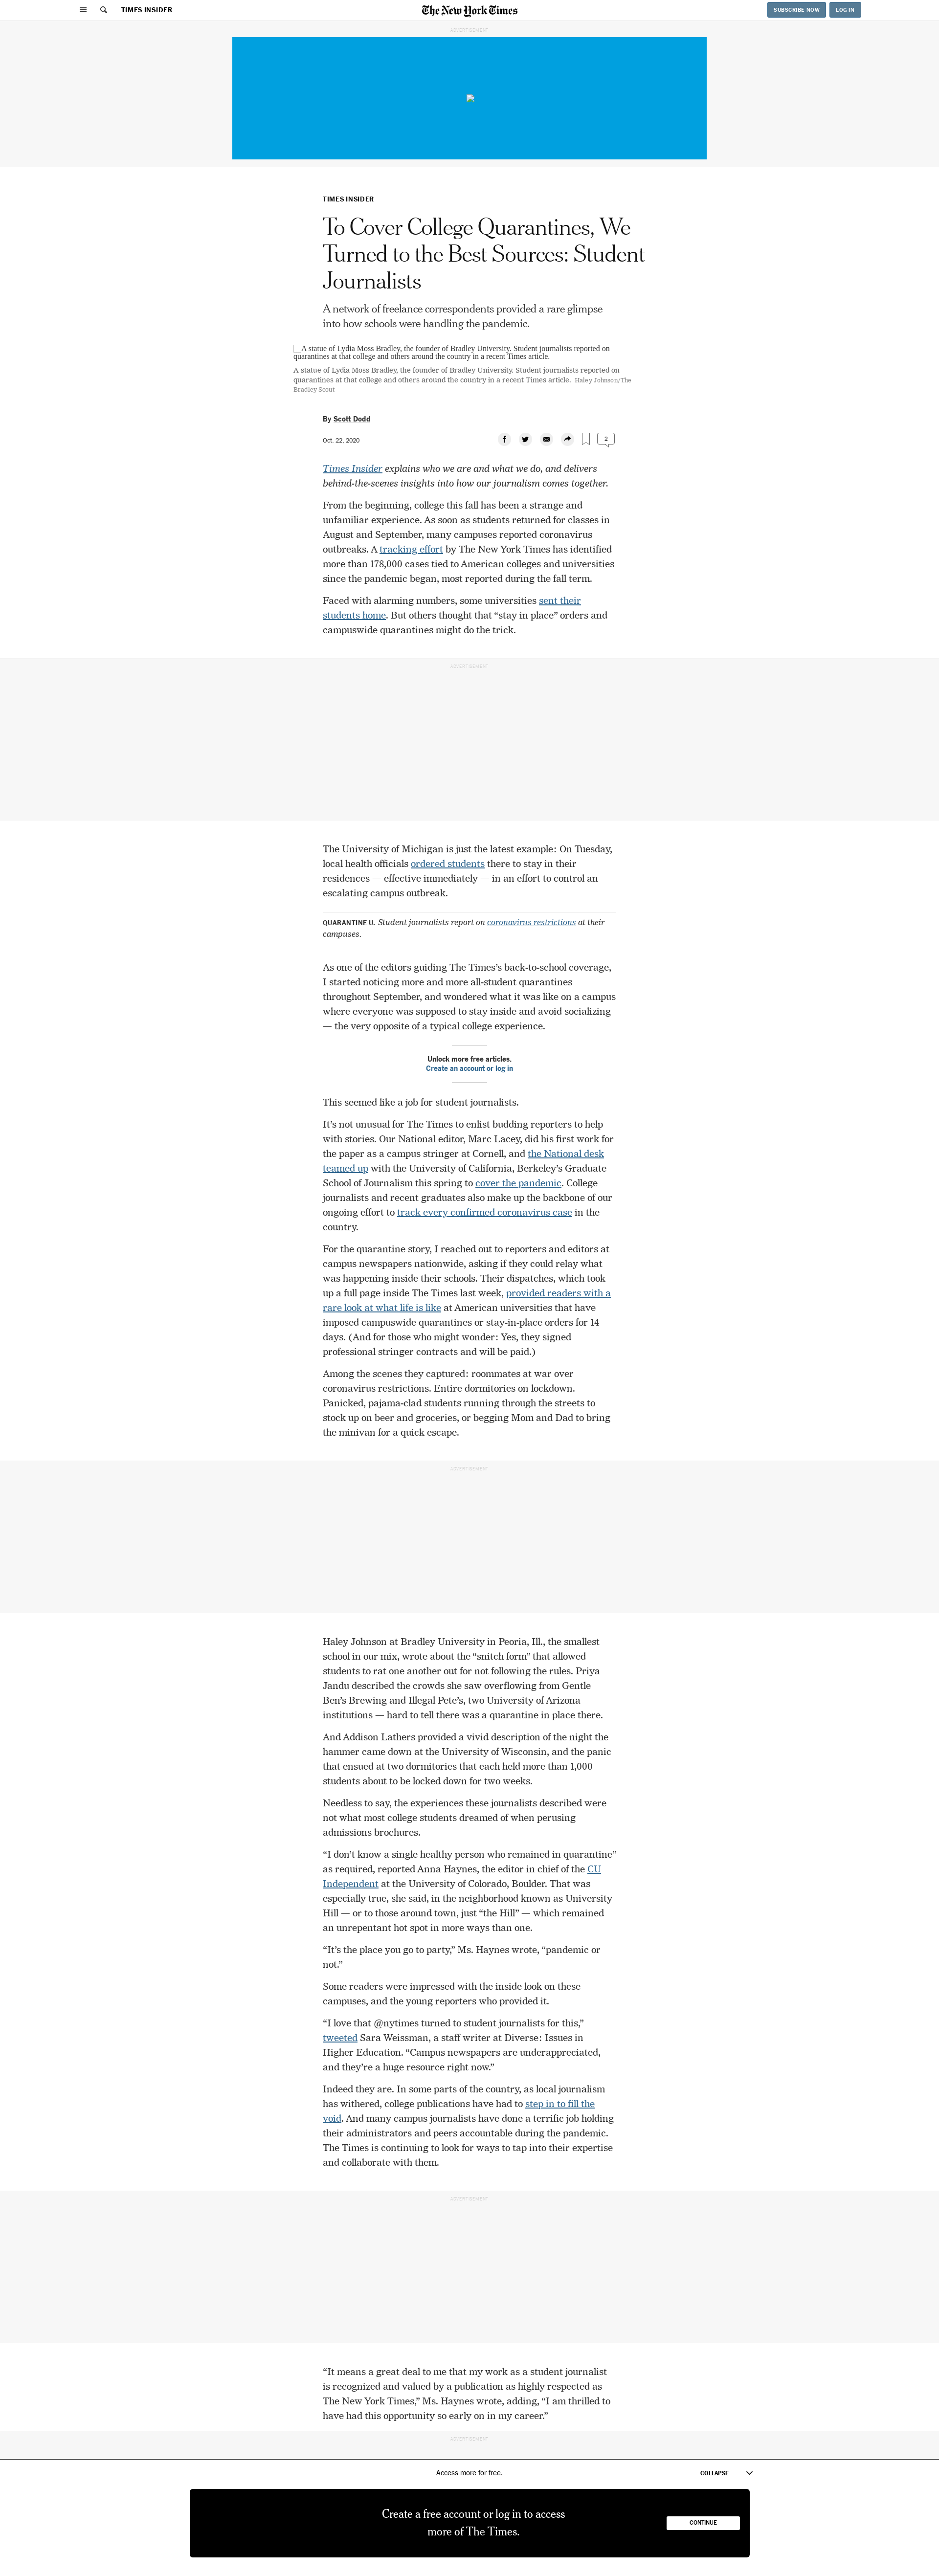 TIMES INSIDER
The New York Times
SUBSCRIBE NOW
LOG IN
ADVERTISEMENT
TIMES INSIDER
To Cover College Quarantines, We
Turned to the Best Sources: Student
Journalists
A network of freelance correspondents provided a rare glimpse
into how schools were handling the pandemic.
A statue of Lydia Moss Bradley, the founder of Bradley University. Student journalists reported on
quarantines at that college and others around the country in a recent Times article.
A statue of Lydia Moss Bradley, the founder of Bradley University. Student journalists reported on
quarantines at that college and others around the country in a recent Times article. Haley Johnson/The
Bradley Scout
By Scott Dodd
Oct. 22, 2020
2
Times Insider explains who we are and what we do, and delivers
behind-the-scenes insights into how our journalism comes together.
From the beginning, college this fall has been a strange and
unfamiliar experience. As soon as students returned for classes in
August and September, many campuses reported coronavirus
outbreaks. A tracking effort by The New York Times has identified
more than 178,000 cases tied to American colleges and universities
since the pandemic began, most reported during the fall term.
Faced with alarming numbers, some universities sent their
students home. But others thought that “stay in place” orders and
campuswide quarantines might do the trick.
ADVERTISEMENT
The University of Michigan is just the latest example: On Tuesday,
local health officials ordered students there to stay in their
residences — effective immediately — in an effort to control an
escalating campus outbreak.
QUARANTINE U. Student journalists report on coronavirus restrictions at their
campuses.
As one of the editors guiding The Times’s back-to-school coverage,
I started noticing more and more all-student quarantines
throughout September, and wondered what it was like on a campus
where everyone was supposed to stay inside and avoid socializing
— the very opposite of a typical college experience.
Unlock more free articles.
Create an account or log in
This seemed like a job for student journalists.
It’s not unusual for The Times to enlist budding reporters to help
with stories. Our National editor, Marc Lacey, did his first work for
the paper as a campus stringer at Cornell, and the National desk
teamed up with the University of California, Berkeley’s Graduate
School of Journalism this spring to cover the pandemic. College
journalists and recent graduates also make up the backbone of our
ongoing effort to track every confirmed coronavirus case in the
country.
For the quarantine story, I reached out to reporters and editors at
campus newspapers nationwide, asking if they could relay what
was happening inside their schools. Their dispatches, which took
up a full page inside The Times last week, provided readers with a
rare look at what life is like at American universities that have
imposed campuswide quarantines or stay-in-place orders for 14
days. (And for those who might wonder: Yes, they signed
professional stringer contracts and will be paid.)
Among the scenes they captured: roommates at war over
coronavirus restrictions. Entire dormitories on lockdown.
Panicked, pajama-clad students running through the streets to
stock up on beer and groceries, or begging Mom and Dad to bring
the minivan for a quick escape.
ADVERTISEMENT
Haley Johnson at Bradley University in Peoria, Ill., the smallest
school in our mix, wrote about the “snitch form” that allowed
students to rat one another out for not following the rules. Priya
Jandu described the crowds she saw overflowing from Gentle
Ben’s Brewing and Illegal Pete’s, two University of Arizona
institutions — hard to tell there was a quarantine in place there.
And Addison Lathers provided a vivid description of the night the
hammer came down at the University of Wisconsin, and the panic
that ensued at two dormitories that each held more than 1,000
students about to be locked down for two weeks.
Needless to say, the experiences these journalists described were
not what most college students dreamed of when perusing
admissions brochures.
“I don’t know a single healthy person who remained in quarantine”
as required, reported Anna Haynes, the editor in chief of the CU
Independent at the University of Colorado, Boulder. That was
especially true, she said, in the neighborhood known as University
Hill — or to those around town, just “the Hill” — which remained
an unrepentant hot spot in more ways than one.
“It’s the place you go to party,” Ms. Haynes wrote, “pandemic or
not.”
Some readers were impressed with the inside look on these
campuses, and the young reporters who provided it.
“I love that @nytimes turned to student journalists for this,”
tweeted Sara Weissman, a staff writer at Diverse: Issues in
Higher Education. “Campus newspapers are underappreciated,
and they’re a huge resource right now.”
Indeed they are. In some parts of the country, as local journalism
has withered, college publications have had to step in to fill the
void. And many campus journalists have done a terrific job holding
their administrators and peers accountable during the pandemic.
The Times is continuing to look for ways to tap into their expertise
and collaborate with them.
ADVERTISEMENT
“It means a great deal to me that my work as a student journalist
is recognized and valued by a publication as highly respected as
The New York Times,” Ms. Haynes wrote, adding, “I am thrilled to
have had this opportunity so early on in my career.”
ADVERTISEMENT
Access more for free.
COLLAPSE
Create a free account or log in to access
more of The Times.
CONTINUE